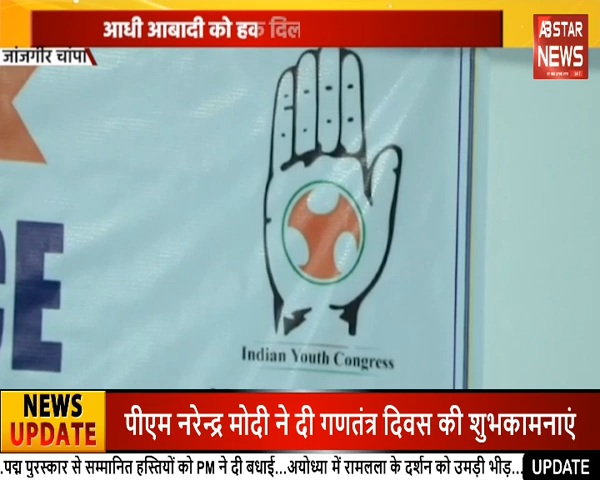 आधी आबादी को हक दिल
ABSTAR
NEWS
जांजगीर चांपा
CE
Indian Youth Congress
NEWS
UPDATE
पीएम नरेन्द्र मोदी ने दी गणतंत्र दिवस की शुभकामनाएं
.पद्म पुरस्कार से सम्मानित हस्तियों को PM ने दी बधाई...अयोध्या में रामलला के दर्शन को उमड़ी भीड़...
UPDATE